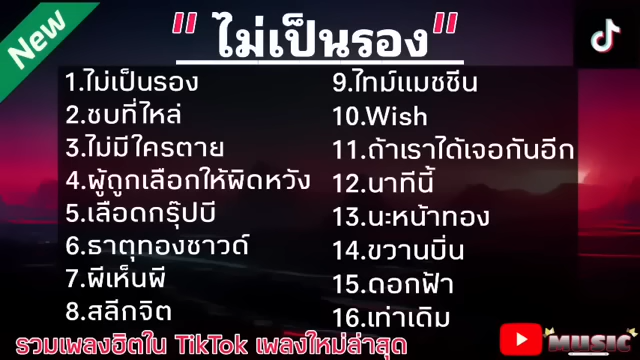 New
" ไม่เป็นรอง "
1.ไม่เป็นรอง
2.ซบที่ไหล่
3.ไม่มีใครตาย
4.ผู้ถูกเลือกให้ผิดหวัง
5.เลือดกรุ๊ปบี
6.ธาตุทองซาวด์
7.ผีเห็นผี
8.สลักจิต
9.ไทม์แมชชีน
10.Wish
11.ถ้าเราได้เจอกันอีก
12.นาทีนี้
13.นะหน้าทอง
14.ขวานบิ่น
15.ดอกฟ้า
16.เท่าเดิม
รวมเพลงฮิตใน TikTok เพลงใหม่ล่าสุด
MUSIC